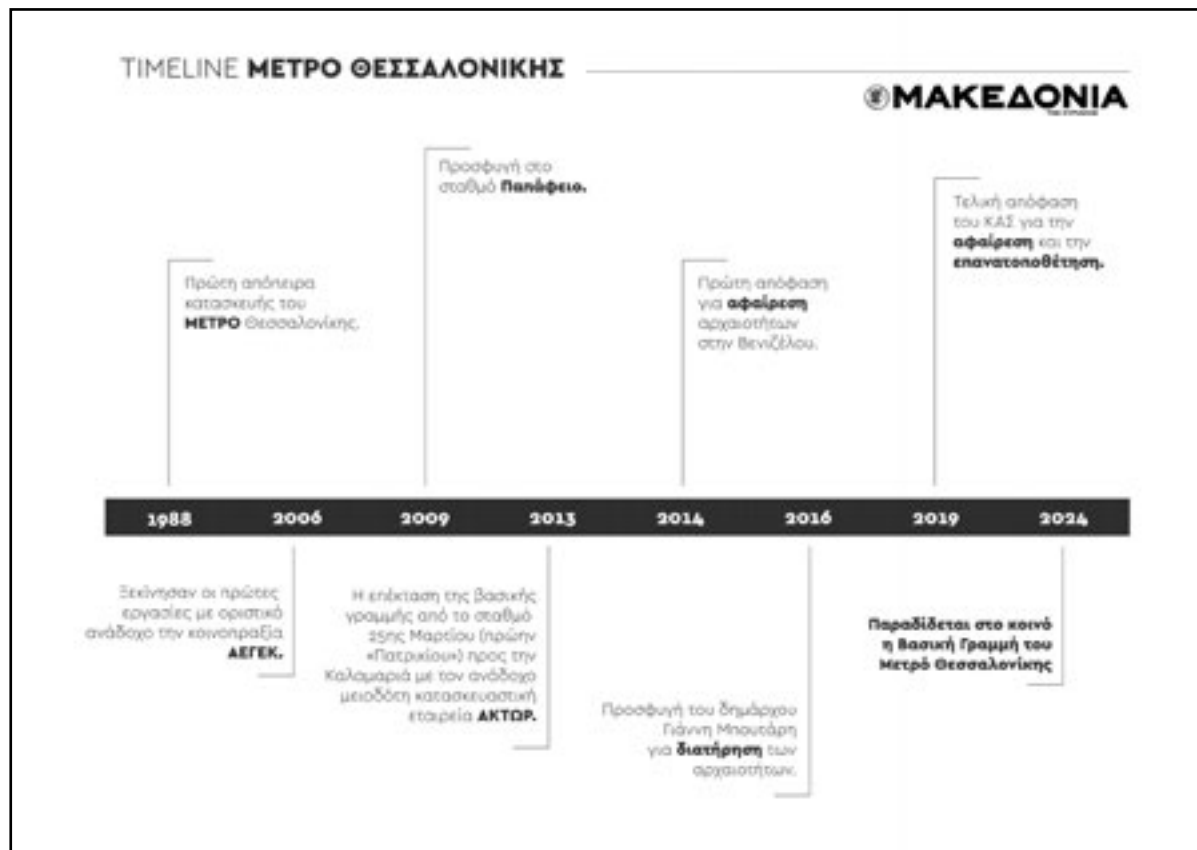 TIMELINE ΜΕΤΡΟ ΘΕΣΣΑΛΟΝΙΚΗΣ
ΜΑΚΕΔΟΝΙΑ
Προσφυγή στο
σταθμό Παπάφειο.
Τελική απόφαση
του ΚΑΣ για την
αφαίρεση και την
επανατοποθέτηση.
Πρώτη απόπειρα
κατασκευής του
ΜΕΤΡΟ Θεσσαλονίκης.
Πρώτη απόφαση
για αφαίρεση
αρχαιοτήτων
στην Βενιζέλου.
1988 2006 2009 2013 2014 2016 2019 2024
Ξεκίνησαν οι πρώτες
εργασίες με οριστικό
ανάδοχο την κοινοπραξία
ΑΕΓΕΚ.
Η επέκταση της βασικής
γραμμής από το σταθμό
25ης Μαρτίου (πρώην
«Πατρικίου») προς την
Καλαμαριά με τον ανάδοχο
μειοδότη κατασκευαστική
εταιρεία ΑΚΤΩΡ.
Προσφυγή του δημάρχου
Γιάννη Μπουτάρη
για διατήρηση των
αρχαιοτήτων.
Παραδίδεται στο κοινό
η Βασική Γραμμή του
Μετρό Θεσσαλονίκης